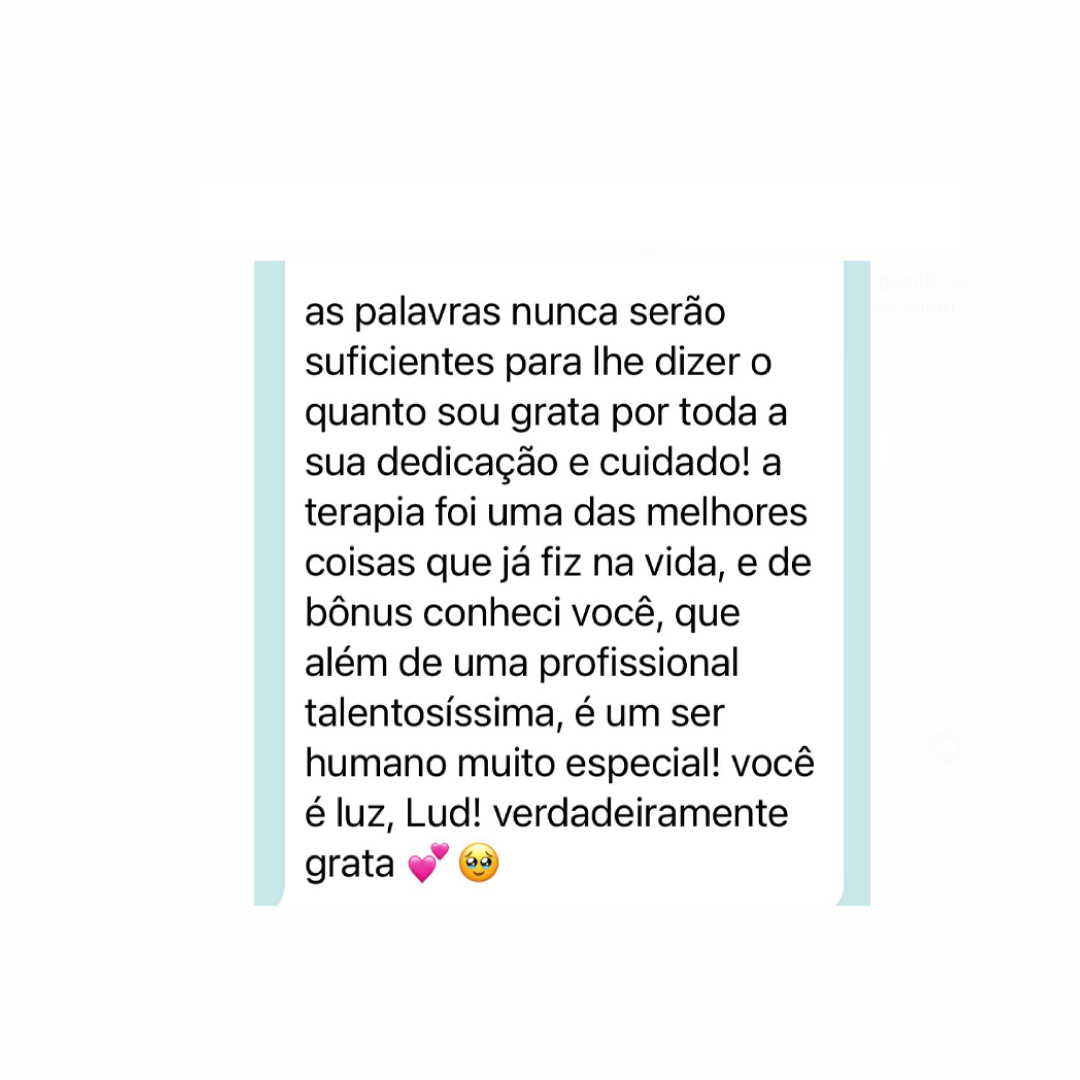 as palavras nunca serão
suficientes para lhe dizer o
quanto sou grata por toda a
sua dedicação e cuidado! a
terapia foi uma das melhores
coisas que já fiz na vida, e de
bônus conheci você, que
além de uma profissional
talentosíssima, é um ser
humano muito especial! você
é luz, Lud! verdadeiramente
grata 💕 🥹